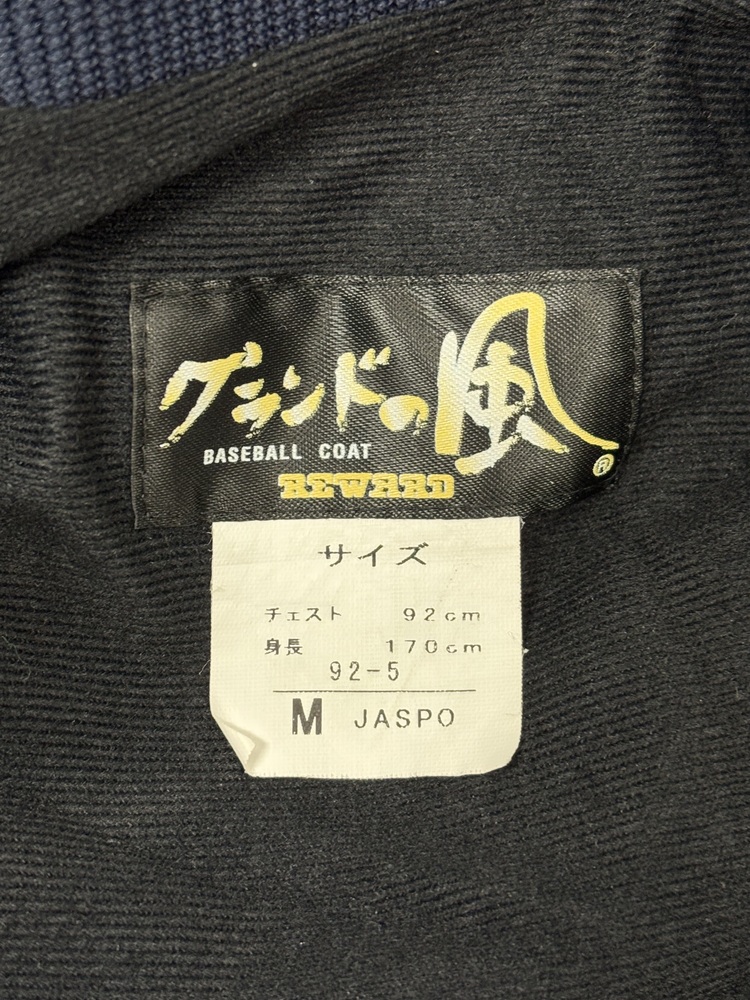 グランドの風
BASEBALL COAT
REWARD ®
サイズ
チェスト 92cm
身長 170cm
92-5
M JASPO